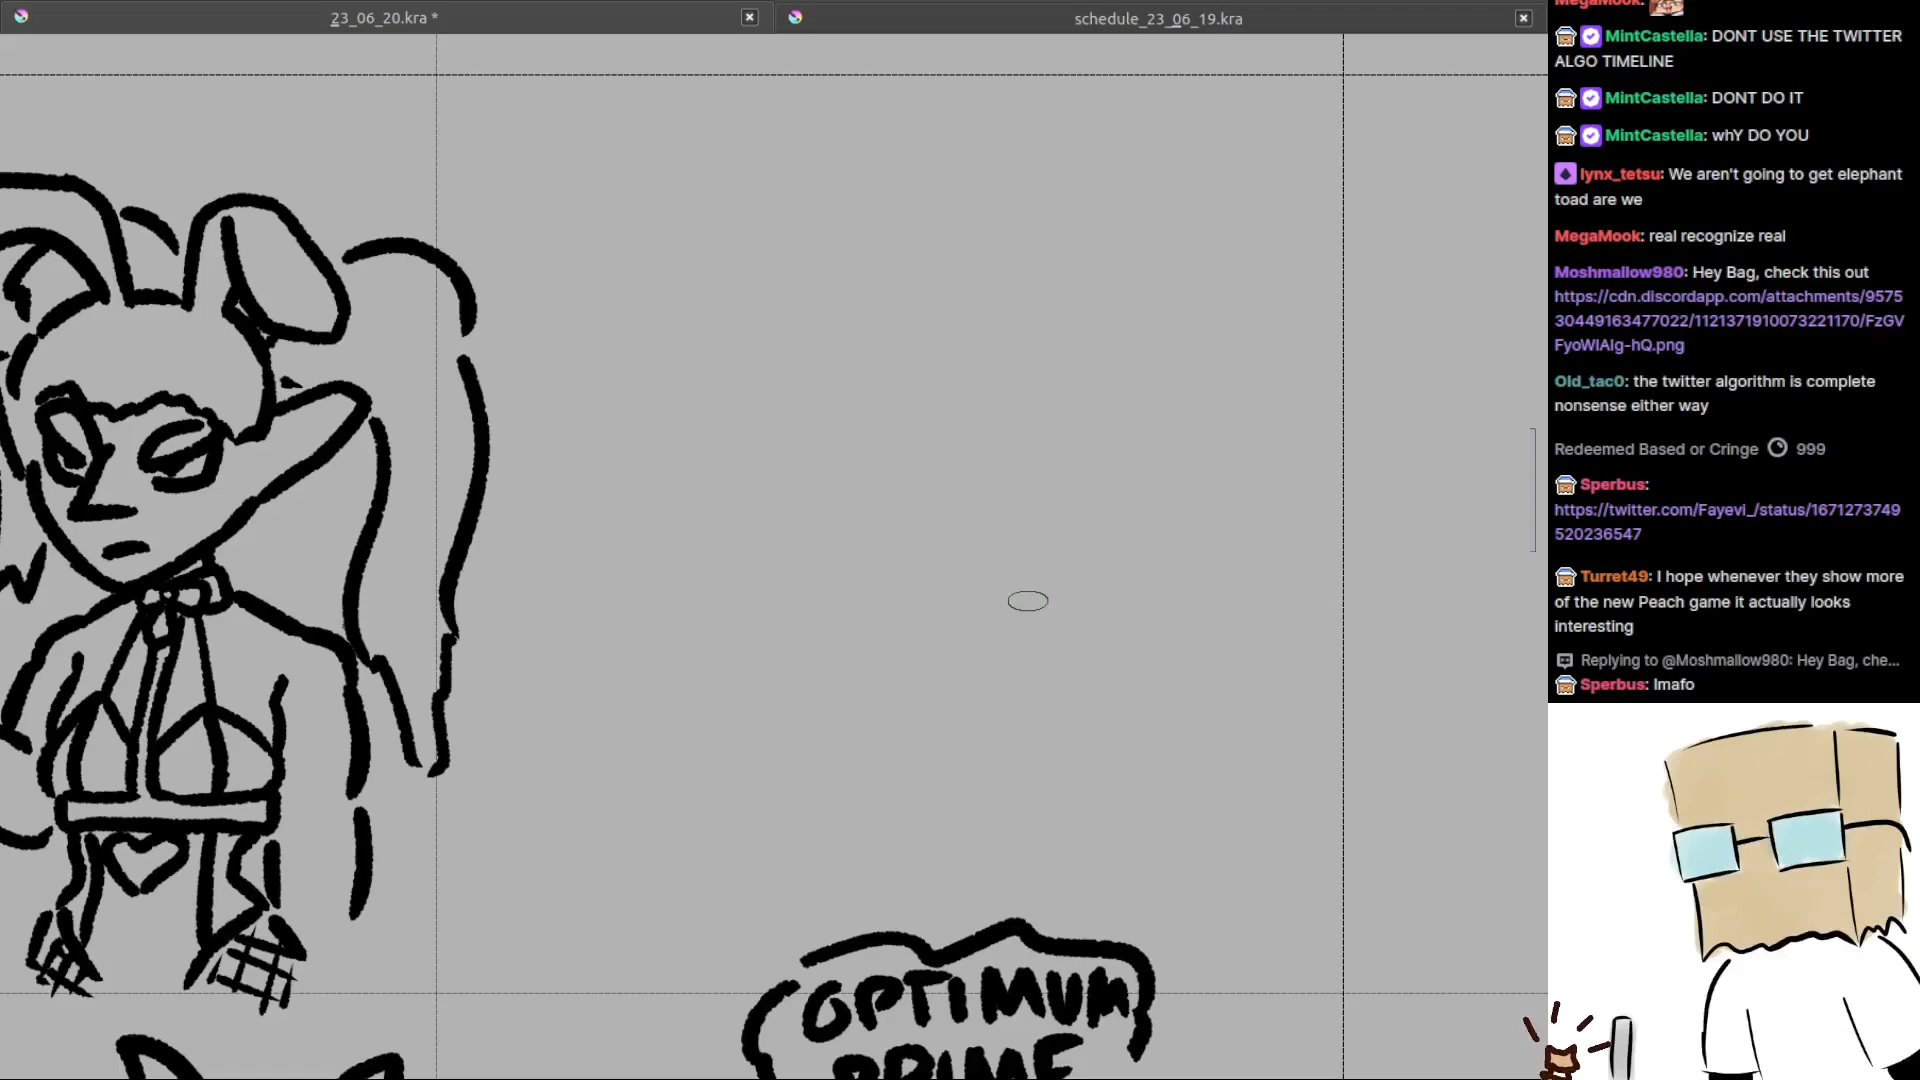 23_06_20.kra *
schedule_23_06_19.kra
MegaMook:
MintCastella: DONT USE THE TWITTER
ALGO TIMELINE
MintCastella: DONT DO IT
MintCastella: whY DO YOU
lynx_tetsu: We aren't going to get elephant
toad are we
MegaMook: real recognize real
Moshmallow980: Hey Bag, check this out
https://cdn.discordapp.com/attachments/9575
30449163477022/1121371910073221170/FzGV
FyoWIAIg-hQ.png
Old_tac0: the twitter algorithm is complete
nonsense either way
Redeemed Based or Cringe 999
Sperbus:
https://twitter.com/Fayevi_/status/1671273749
520236547
Turret49: I hope whenever they show more
of the new Peach game it actually looks
interesting
Replying to @Moshmallow980: Hey Bag, che...
Sperbus: lmafo
OPTIMUM
PRIME